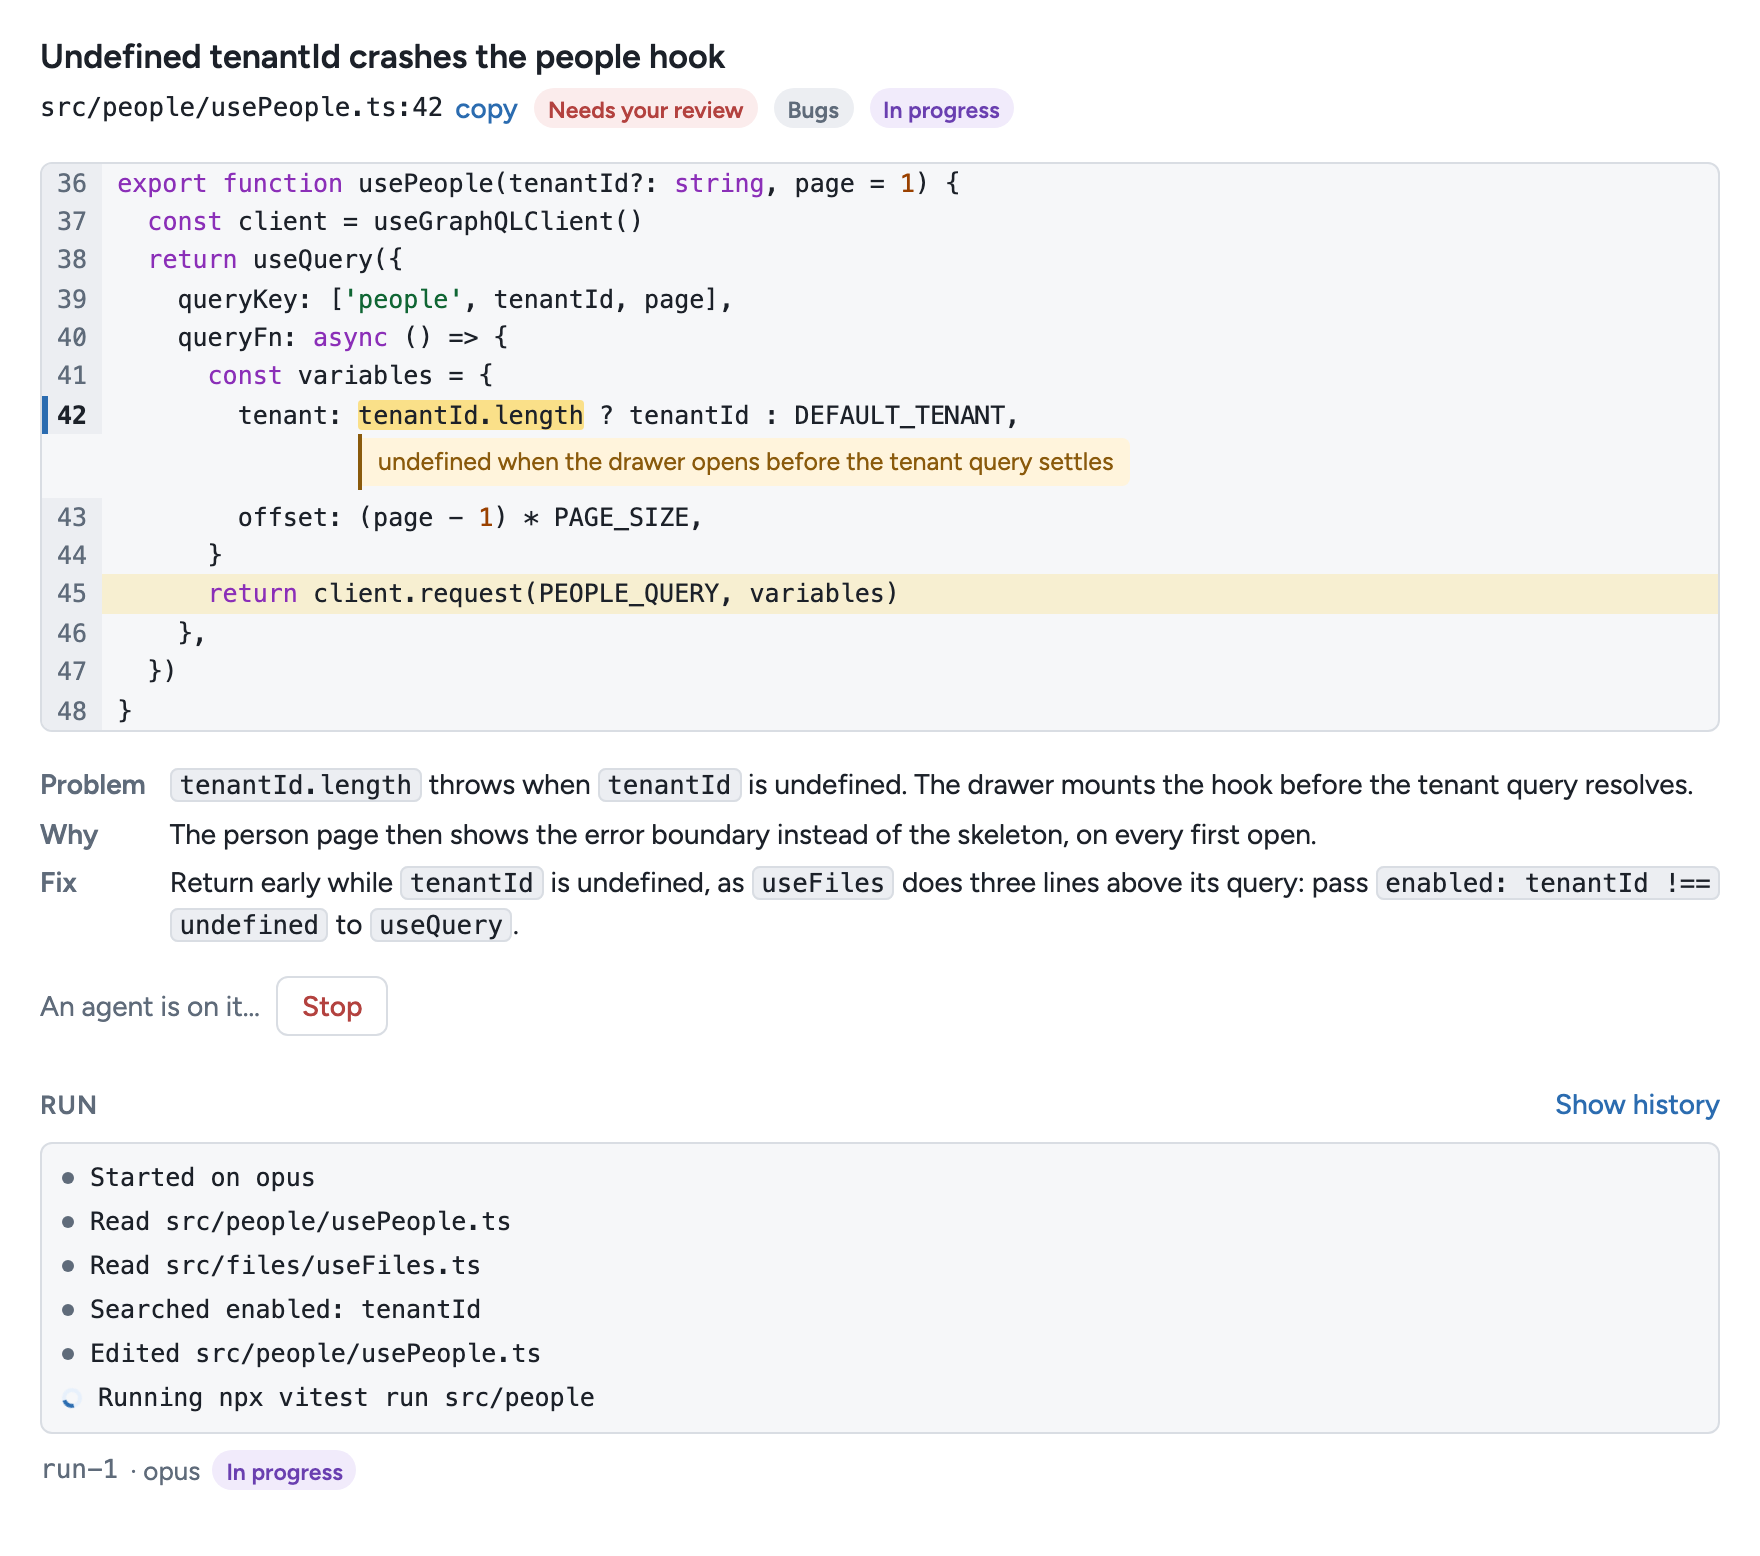 Undefined tenantId crashes the people hook
src/people/usePeople.ts:42 copy Needs your review Bugs In progress
36 export function usePeople(tenantId?: string, page = 1) {
37   const client = useGraphQLClient()
38   return useQuery({
39     queryKey: ['people', tenantId, page],
40     queryFn: async () => {
41       const variables = {
42         tenant: tenantId.length ? tenantId : DEFAULT_TENANT,
undefined when the drawer opens before the tenant query settles
43         offset: (page - 1) * PAGE_SIZE,
44       }
45       return client.request(PEOPLE_QUERY, variables)
46     },
47   })
48 }
Problem tenantId.length throws when tenantId is undefined. The drawer mounts the hook before the tenant query resolves.
Why The person page then shows the error boundary instead of the skeleton, on every first open.
Fix Return early while tenantId is undefined, as useFiles does three lines above its query: pass enabled: tenantId !==
undefined to useQuery.
An agent is on it... Stop
RUN Show history
Started on opus
Read src/people/usePeople.ts
Read src/files/useFiles.ts
Searched enabled: tenantId
Edited src/people/usePeople.ts
Running npx vitest run src/people
run-1 · opus In progress